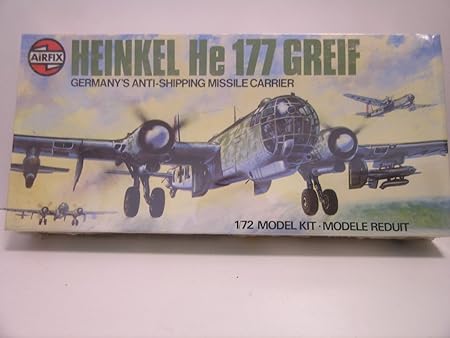 AIRFIX
HEINKEL He 177 GREIF
GERMANY'S ANTI-SHIPPING MISSILE CARRIER
1⁄72 MODEL KIT · MODELE REDUIT